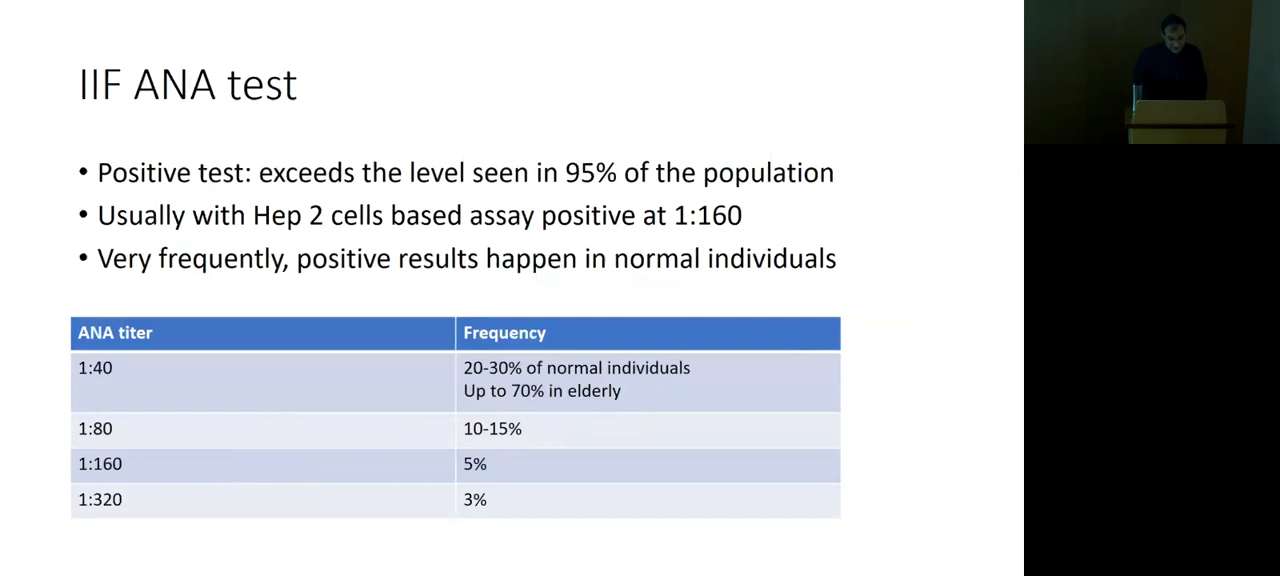 IIF ANA test
• Positive test: exceeds the level seen in 95% of the population
• Usually with Hep 2 cells based assay positive at 1:160
• Very frequently, positive results happen in normal individuals
ANA titer Frequency
1:40 20-30% of normal individuals
Up to 70% in elderly
1:80 10-15%
1:160 5%
1:320 3%